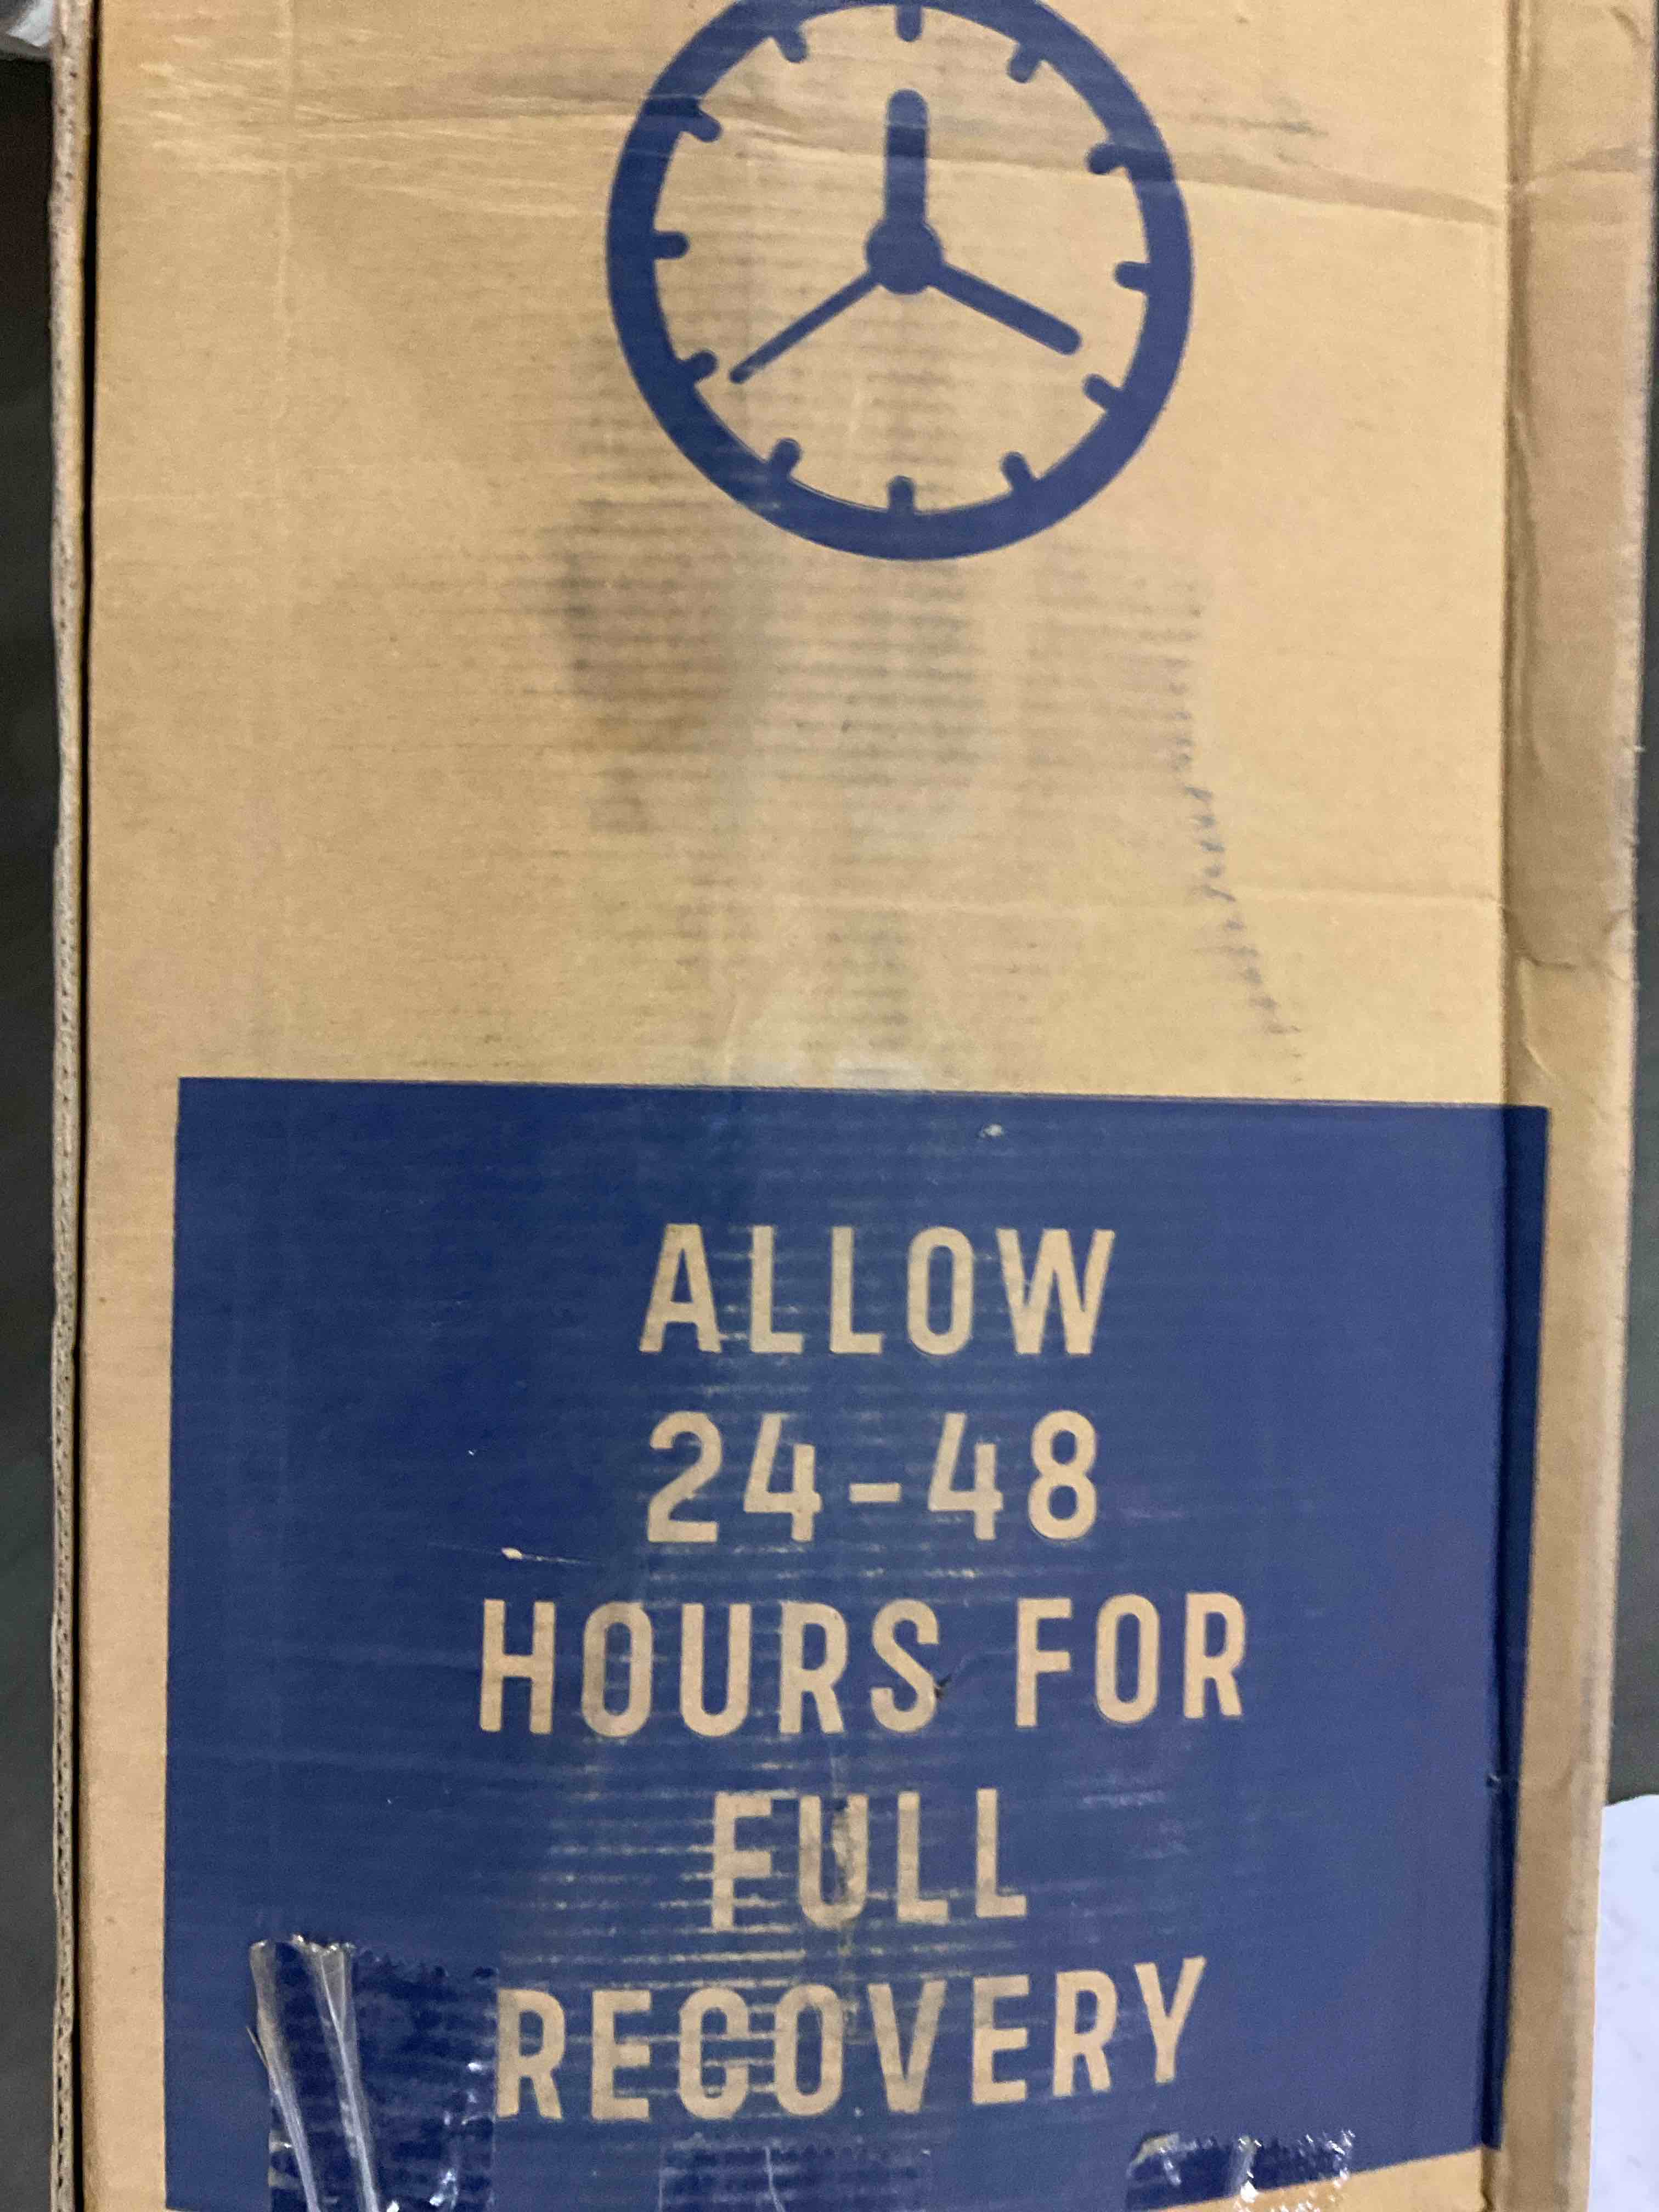 ALLOW
24-48
HOURS FOR
FULL
RECOVERY